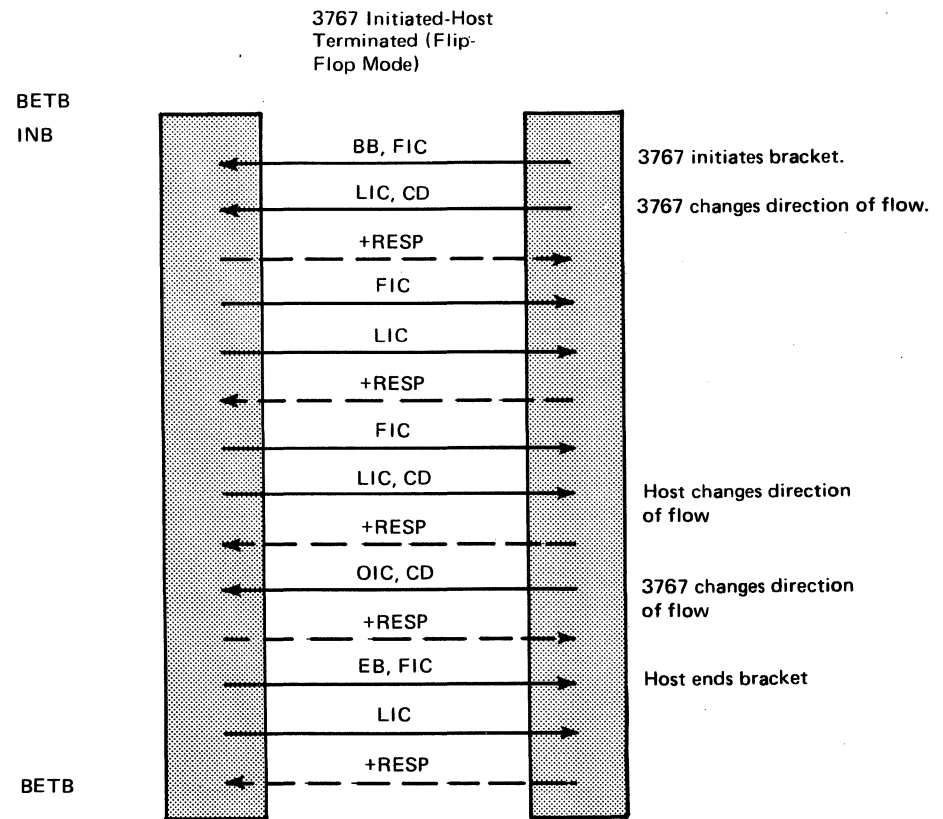 3767 Initiated-Host
Terminated (Flip-
Flop Mode)
BETB
INB
BB, FIC
3767 initiates bracket.
LIC, CD
3767 changes direction of flow.
+RESP
FIC
LIC
+RESP
FIC
LIC, CD
Host changes direction
of flow
+RESP
OIC, CD
3767 changes direction
of flow
+RESP
EB, FIC
Host ends bracket
LIC
+RESP
BETB